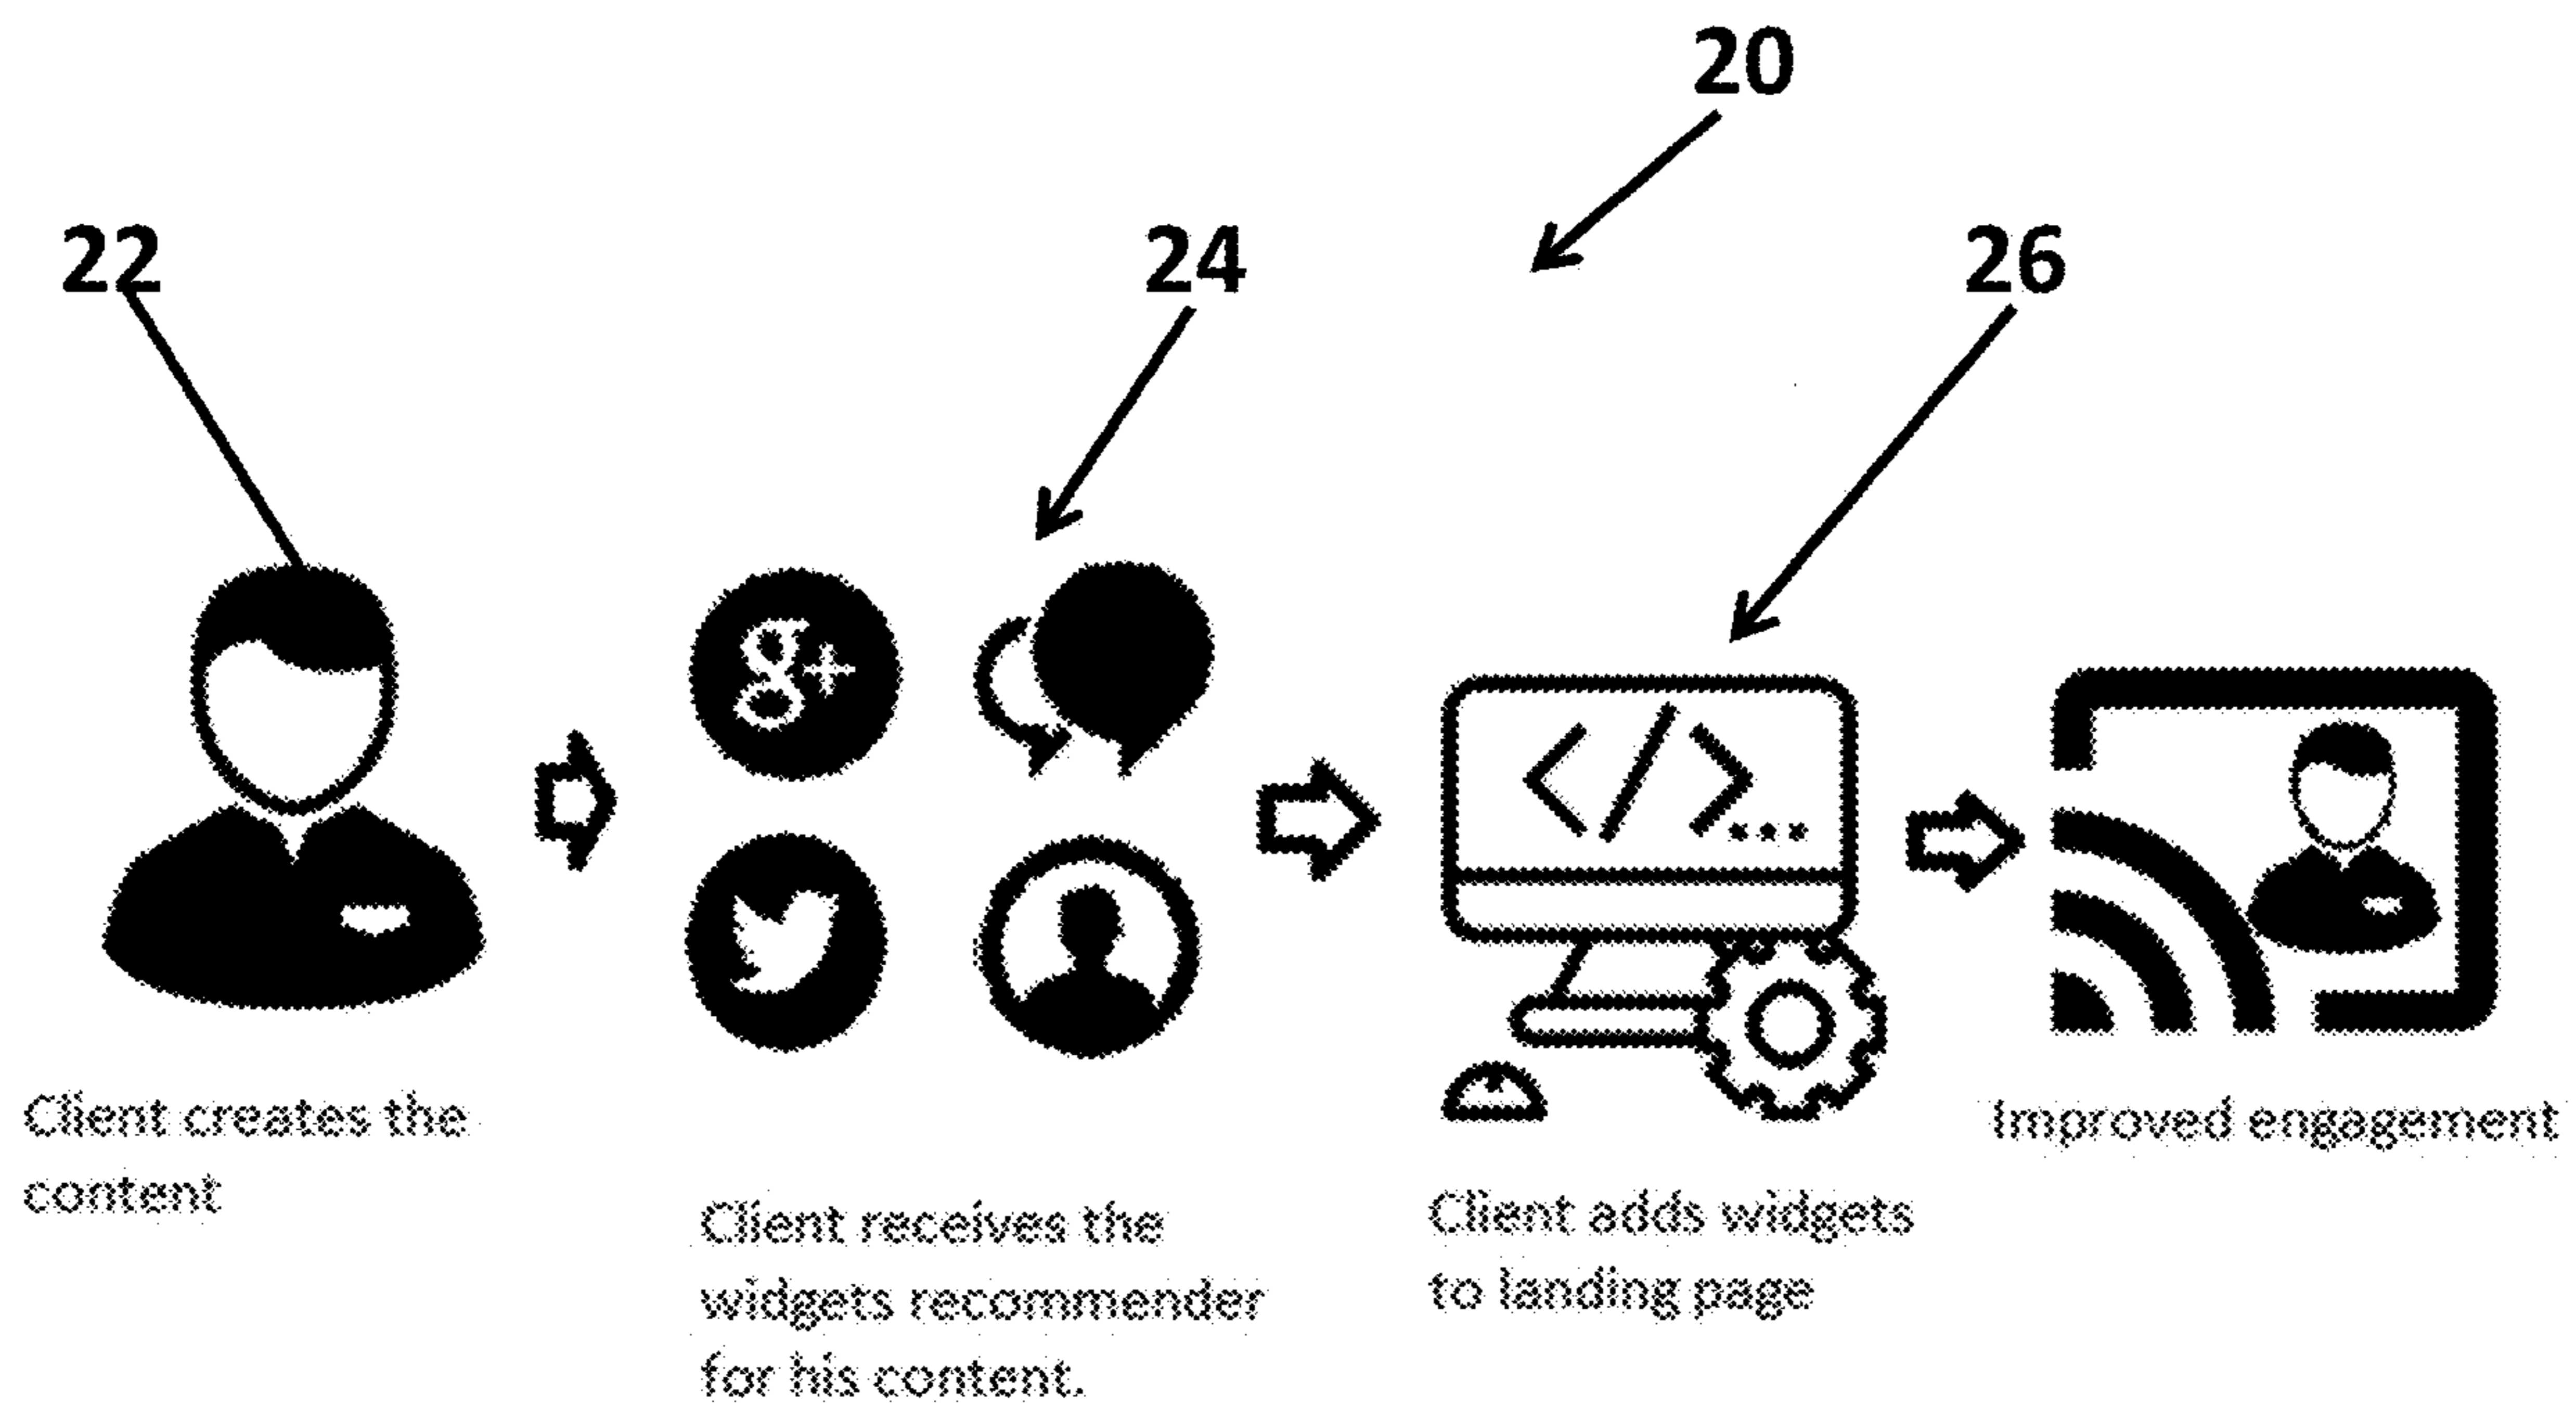 20
22
24
26
g+
</>...
Client creates the
content
Client receives the
widgets recommender
for his content.
Client adds widgets
to landing page
Improved engagement